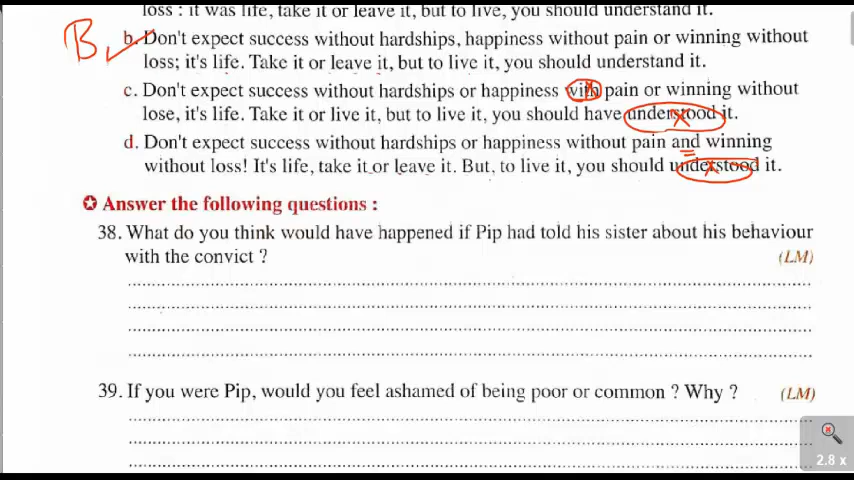 loss : it was life, take it or leave it, but to live, you should understand it.
B
b. Don't expect success without hardships, happiness without pain or winning without
loss; it's life. Take it or leave it, but to live it, you should understand it.
c. Don't expect success without hardships or happiness with pain or winning without
lose, it's life. Take it or live it, but to live it, you should have understood it.
d. Don't expect success without hardships or happiness without pain and winning
without loss! It's life, take it or leave it. But, to live it, you should understood it.
Answer the following questions :
38. What do you think would have happened if Pip had told his sister about his behaviour
with the convict ? (LM)
39. If you were Pip, would you feel ashamed of being poor or common ? Why ? (LM)
2.8 x